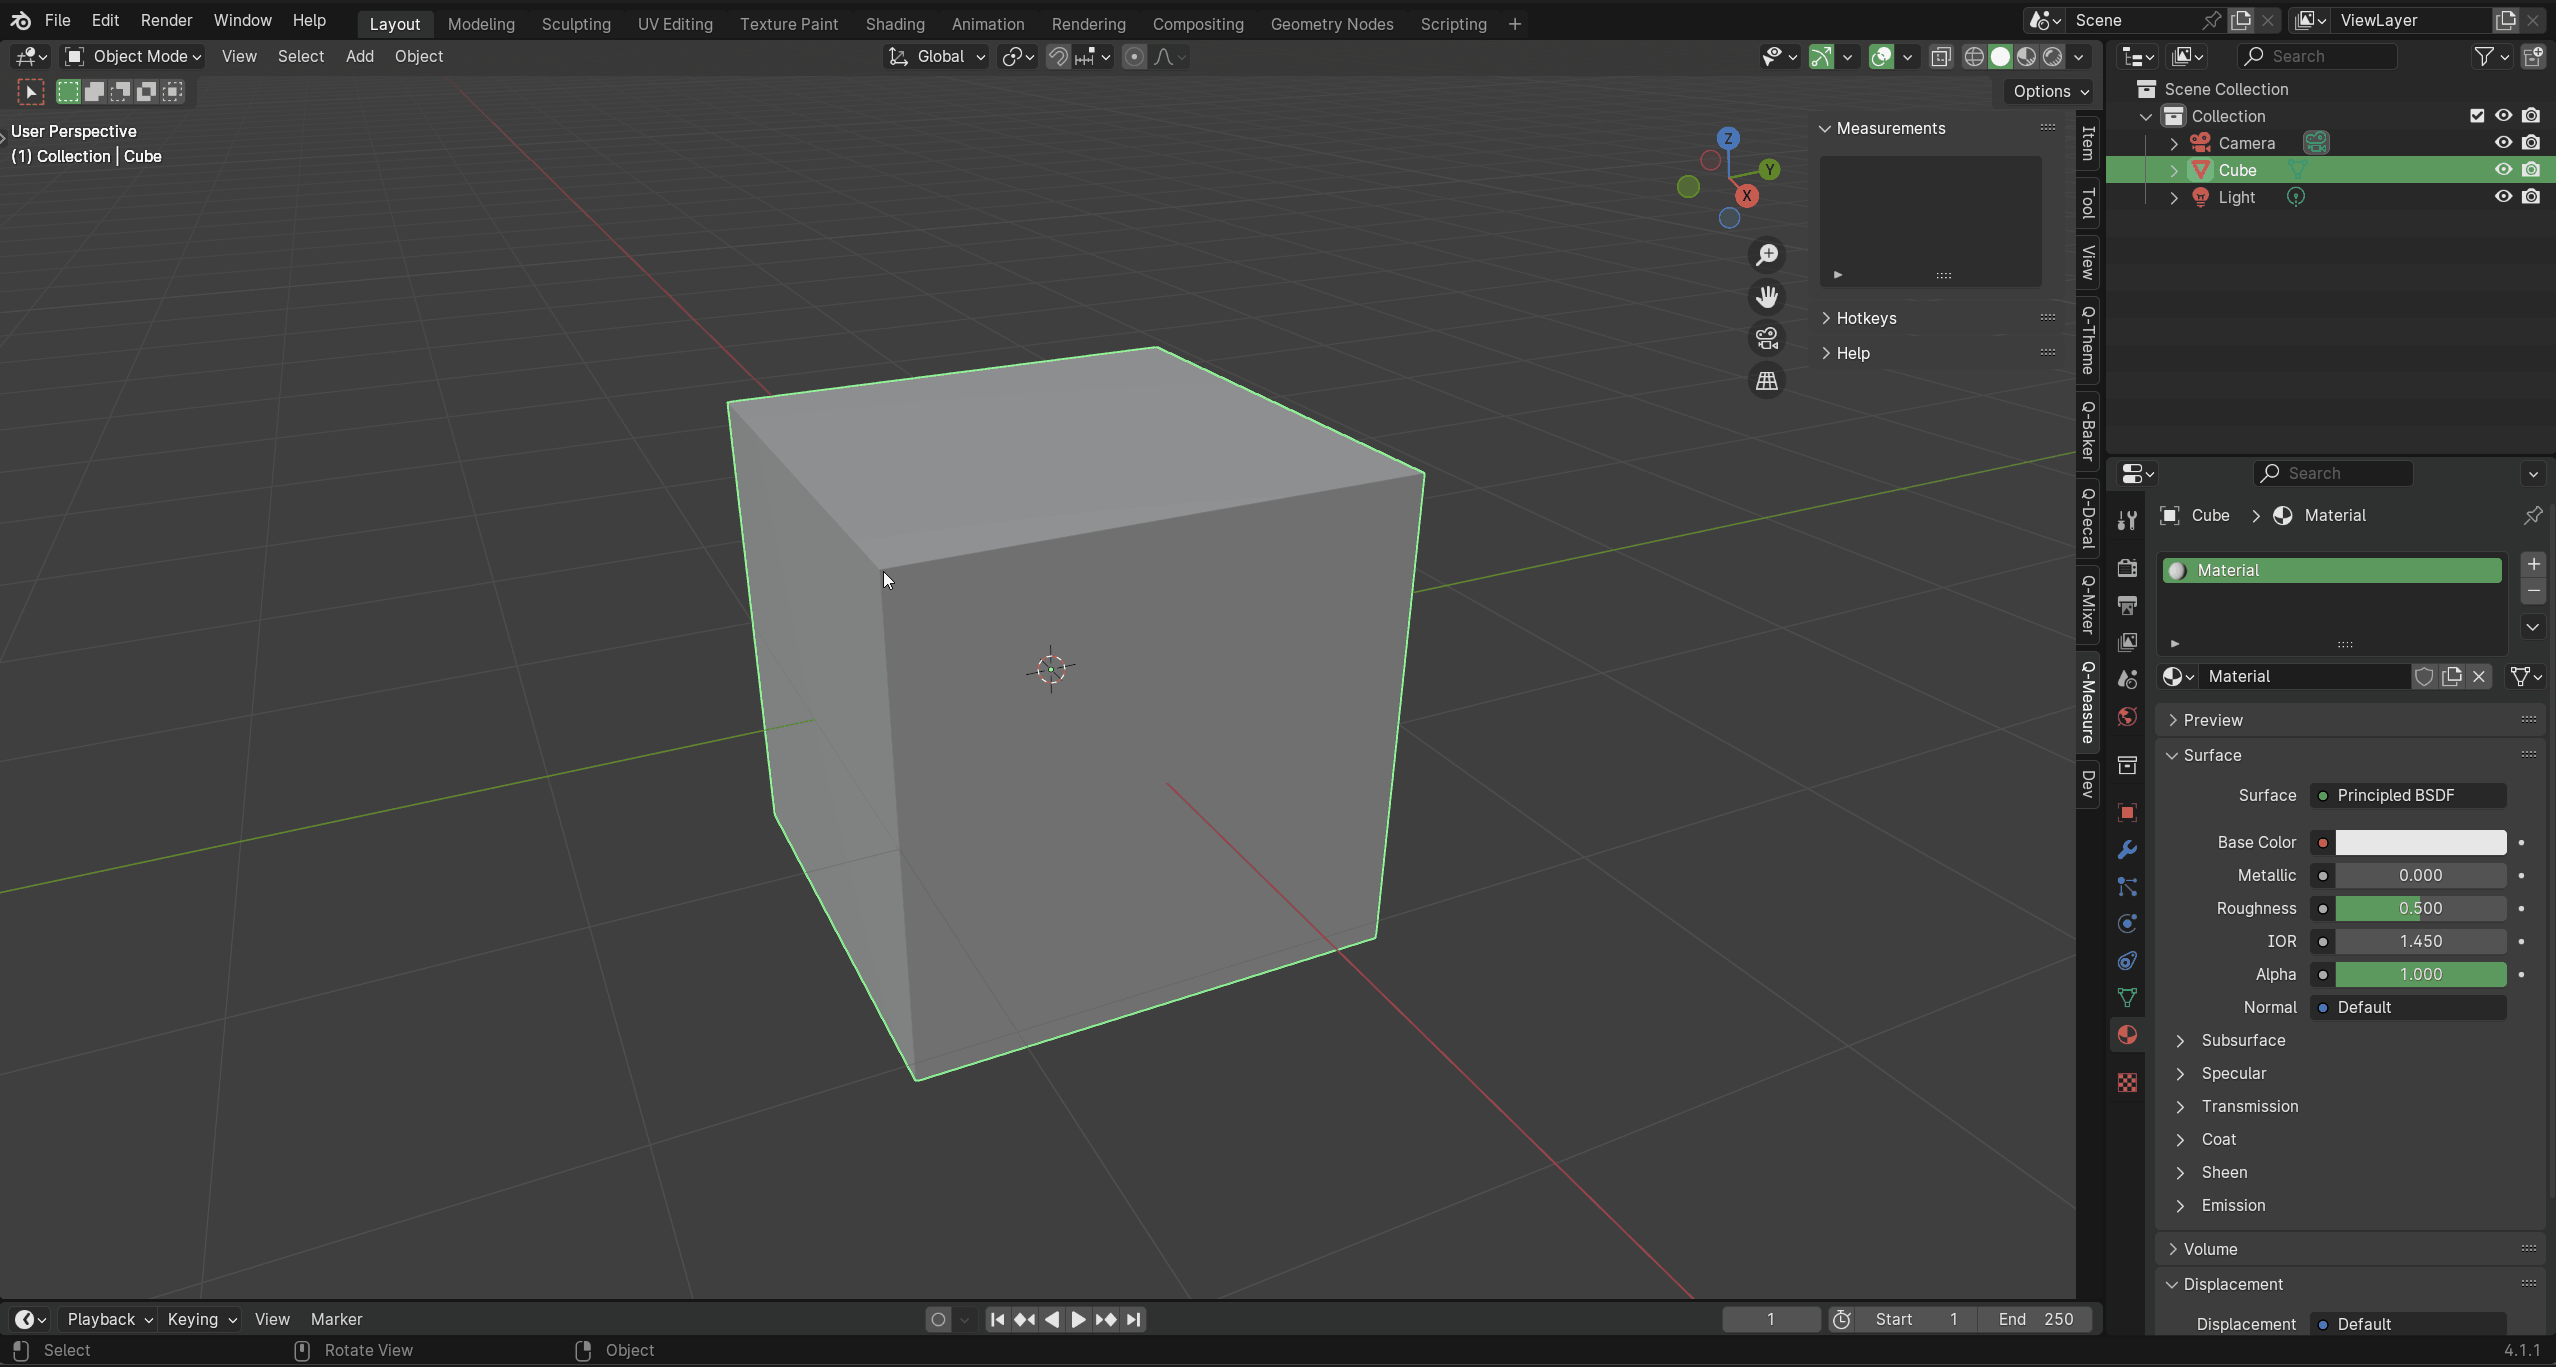 File Edit Render Window Help Layout Modeling Sculpting UV Editing Texture Paint Shading Animation Rendering Compositing Geometry Nodes Scripting + Scene ViewLayer
Object Mode View Select Add Object Global Search
Options
User Perspective
(1) Collection | Cube
Z
Y
X
Measurements
Hotkeys
Help
Item
Tool
View
Q-Theme
Q-Baker
Q-Decal
Q-Mixer
Q-Measure
Dev
Scene Collection
Collection
Camera
Cube
Light
Search
Cube > Material
Material
Material
Preview
Surface
Surface Principled BSDF
Base Color
Metallic 0.000
Roughness 0.500
IOR 1.450
Alpha 1.000
Normal Default
Subsurface
Specular
Transmission
Coat
Sheen
Emission
Volume
Displacement
Displacement Default
Playback Keying View Marker 1 Start 1 End 250
Select Rotate View Object 4.1.1